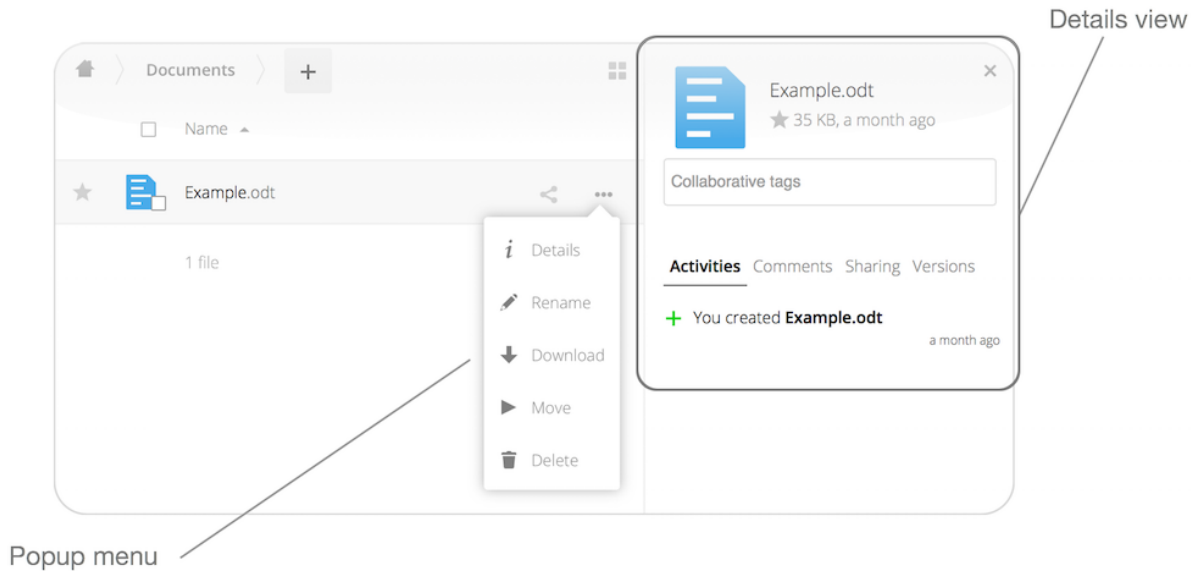 Details view
Documents
+
Name
Example.odt
1 file
Details
Rename
Download
Move
Delete
Example.odt
35 KB, a month ago
Collaborative tags
Activities Comments Sharing Versions
+ You created Example.odt
a month ago
Popup menu